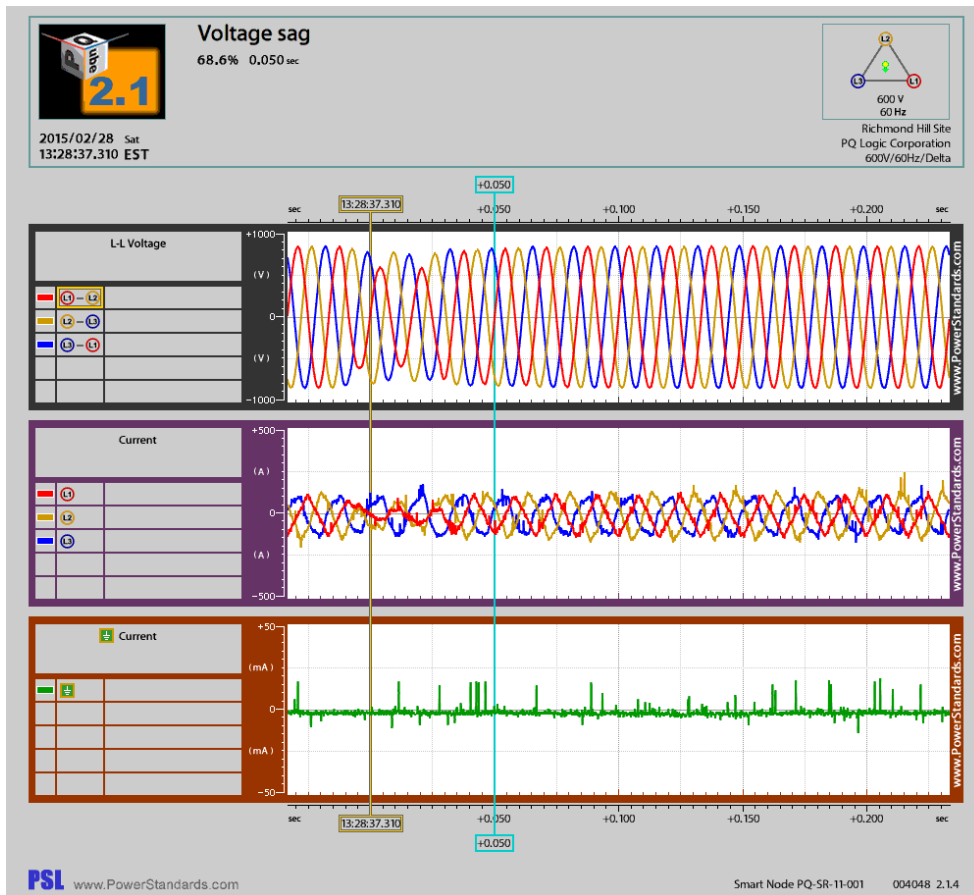 PQube
2.1
Voltage sag
68.6% 0.050 sec
2015/02/28 Sat
13:28:37.310 EST
L2
L3 L1
600 V
60 Hz
Richmond Hill Site
PQ Logic Corporation
600V/60Hz/Delta
+0.050
sec 13:28:37.310 +0.050 +0.100 +0.150 +0.200 sec
L-L Voltage
L1 – L2
L2 – L3
L3 – L1
+1000
(V)
0
(V)
−1000
www.PowerStandards.com
Current
L1
L2
L3
+500
(A)
0
(A)
−500
www.PowerStandards.com
Current
+50
(mA)
0
(mA)
−50
www.PowerStandards.com
sec 13:28:37.310 +0.050 +0.100 +0.150 +0.200 sec
+0.050
PSL www.PowerStandards.com
Smart Node PQ-SR-11-001 004048 2.1.4